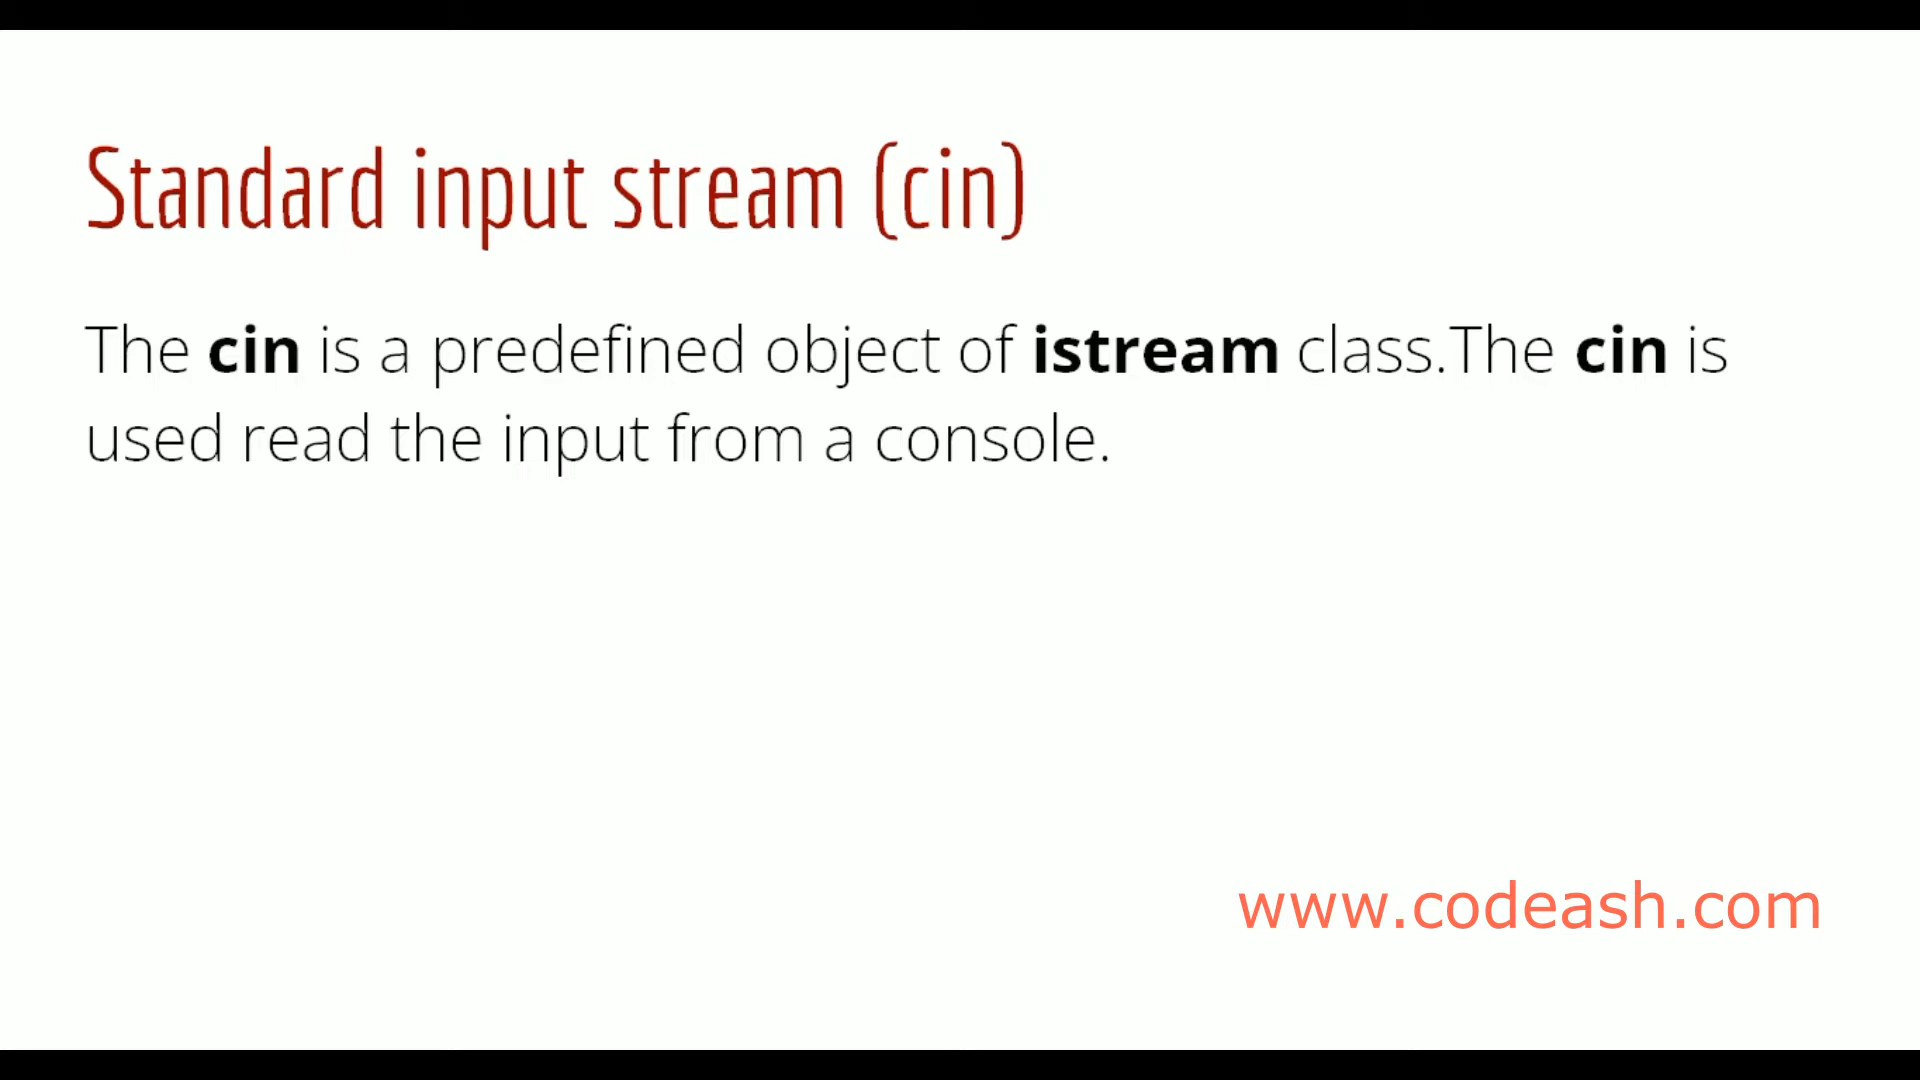 Standard input stream (cin)
The cin is a predefined object of istream class.The cin is
used read the input from a console.
www.codeash.com